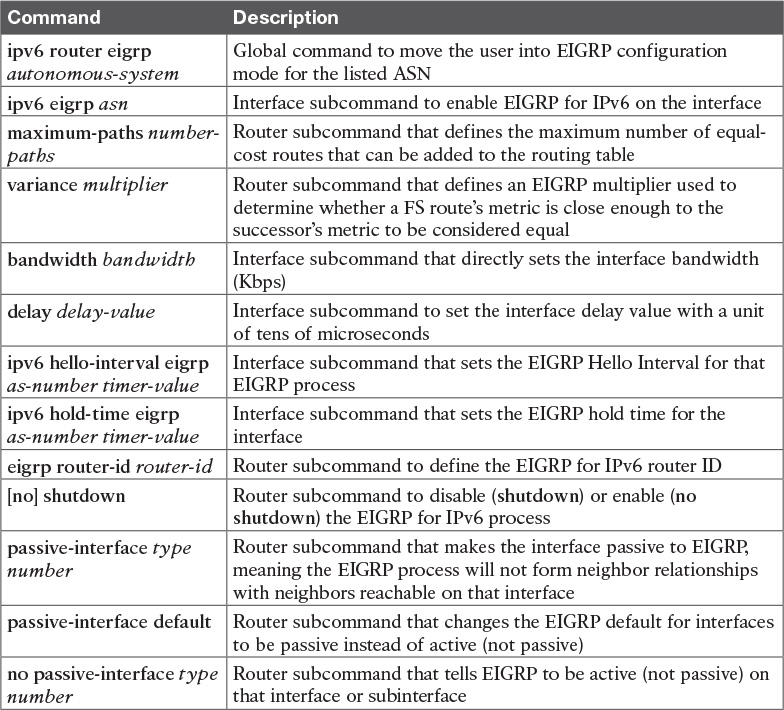 Command Description
ipv6 router eigrp
autonomous-system
Global command to move the user into EIGRP configuration
mode for the listed ASN
ipv6 eigrp asn
Interface subcommand to enable EIGRP for IPv6 on the interface
maximum-paths number-
paths
Router subcommand that defines the maximum number of equal-
cost routes that can be added to the routing table
variance multiplier
Router subcommand that defines an EIGRP multiplier used to
determine whether a FS route’s metric is close enough to the
successor’s metric to be considered equal
bandwidth bandwidth
Interface subcommand that directly sets the interface bandwidth
(Kbps)
delay delay-value
Interface subcommand to set the interface delay value with a unit
of tens of microseconds
ipv6 hello-interval eigrp
as-number timer-value
Interface subcommand that sets the EIGRP Hello Interval for that
EIGRP process
ipv6 hold-time eigrp
as-number timer-value
Interface subcommand that sets the EIGRP hold time for the
interface
eigrp router-id router-id
Router subcommand to define the EIGRP for IPv6 router ID
[no] shutdown
Router subcommand to disable (shutdown) or enable (no
shutdown) the EIGRP for IPv6 process
passive-interface type
number
Router subcommand that makes the interface passive to EIGRP,
meaning the EIGRP process will not form neighbor relationships
with neighbors reachable on that interface
passive-interface default
Router subcommand that changes the EIGRP default for interfaces
to be passive instead of active (not passive)
no passive-interface type
number
Router subcommand that tells EIGRP to be active (not passive) on
that interface or subinterface